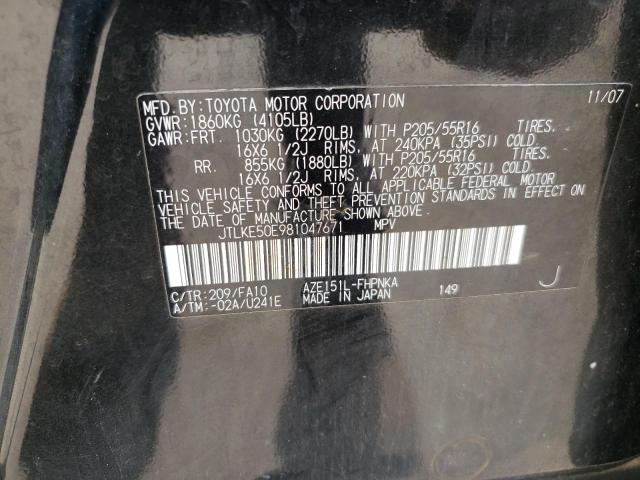 MFD.BY:TOYOTA MOTOR CORPORATION 11/07
GVWR:1860KG (4105LB)
GAWR:FRT. 1030KG (2270LB) WITH P205/55R16 TIRES.
16X6 1/2J RIMS, AT 240KPA (35PSI) COLD.
RR. 855KG (1880LB) WITH P205/55R16 TIRES.
16X6 1/2J RIMS, AT 220KPA (32PSI) COLD.
THIS VEHICLE CONFORMS TO ALL APPLICABLE FEDERAL MOTOR
VEHICLE SAFETY AND THEFT PREVENTION STANDARDS IN EFFECT ON
THE DATE OF MANUFACTURE SHOWN ABOVE.
JTLKE50E981047671 MPV
C/TR:209/FA10 AZE151L-FHPNKA J
A/TM:-02A/U241E MADE IN JAPAN 149